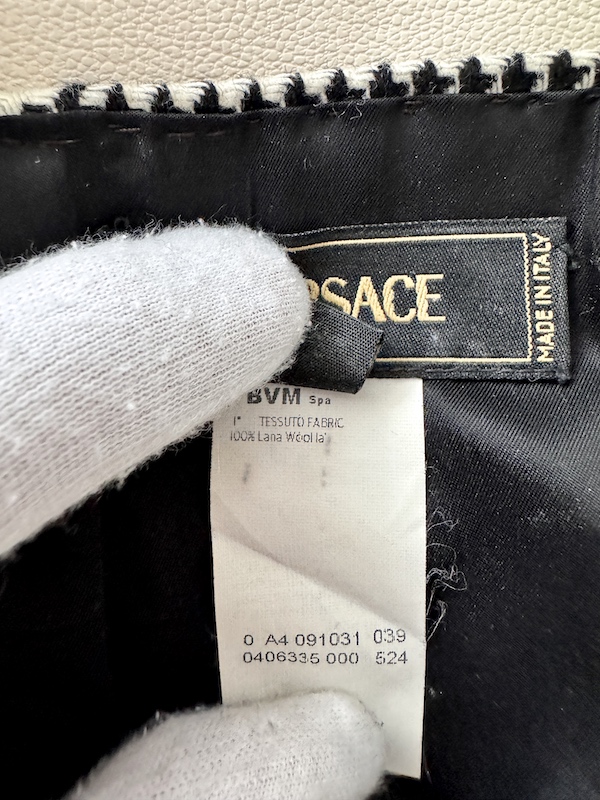 RSACE
MADE IN ITALY
BVM Spa
1° TESSUTO FABRIC
100% Lana Wool la
0 A4 091031 039
0406335 000 524